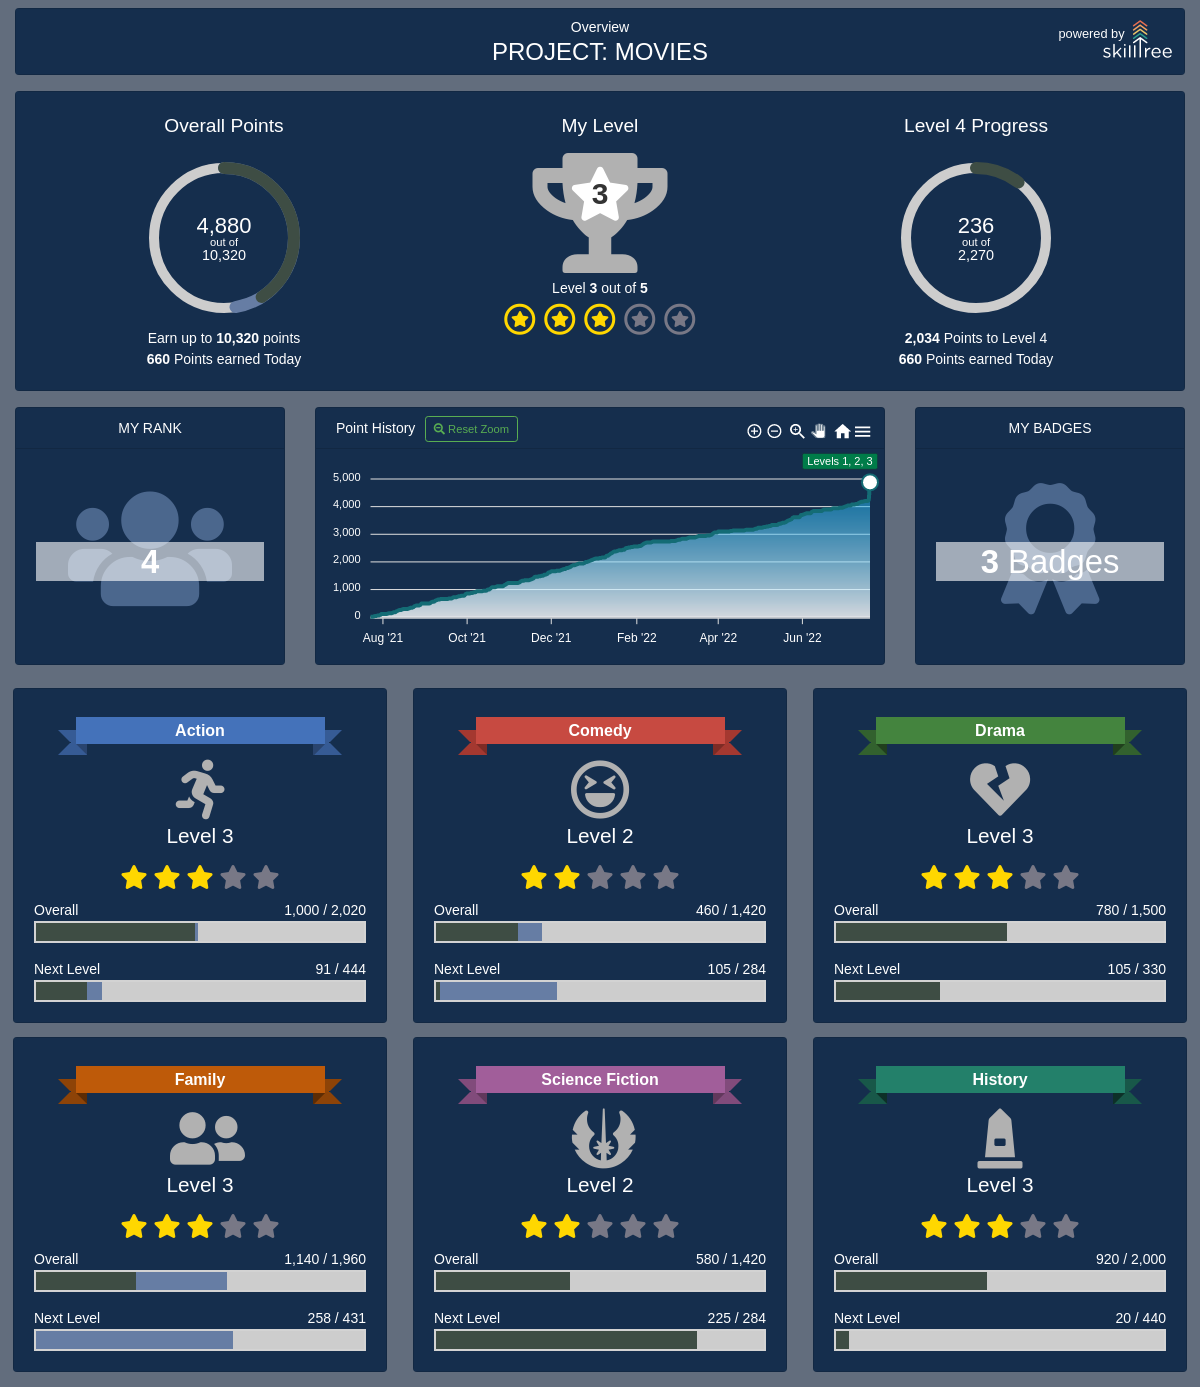 Overview
PROJECT: MOVIES
powered by
skilltree
Overall Points
4,880
out of
10,320
Earn up to 10,320 points
660 Points earned Today
My Level
3
Level 3 out of 5
Level 4 Progress
236
out of
2,270
2,034 Points to Level 4
660 Points earned Today
MY RANK
4
Point History
Reset Zoom
Levels 1, 2, 3
5,000
4,000
3,000
2,000
1,000
0
Aug '21 Oct '21 Dec '21 Feb '22 Apr '22 Jun '22
MY BADGES
3 Badges
Action
Level 3
Overall 1,000 / 2,020
Next Level 91 / 444
Comedy
Level 2
Overall 460 / 1,420
Next Level 105 / 284
Drama
Level 3
Overall 780 / 1,500
Next Level 105 / 330
Family
Level 3
Overall 1,140 / 1,960
Next Level 258 / 431
Science Fiction
Level 2
Overall 580 / 1,420
Next Level 225 / 284
History
Level 3
Overall 920 / 2,000
Next Level 20 / 440